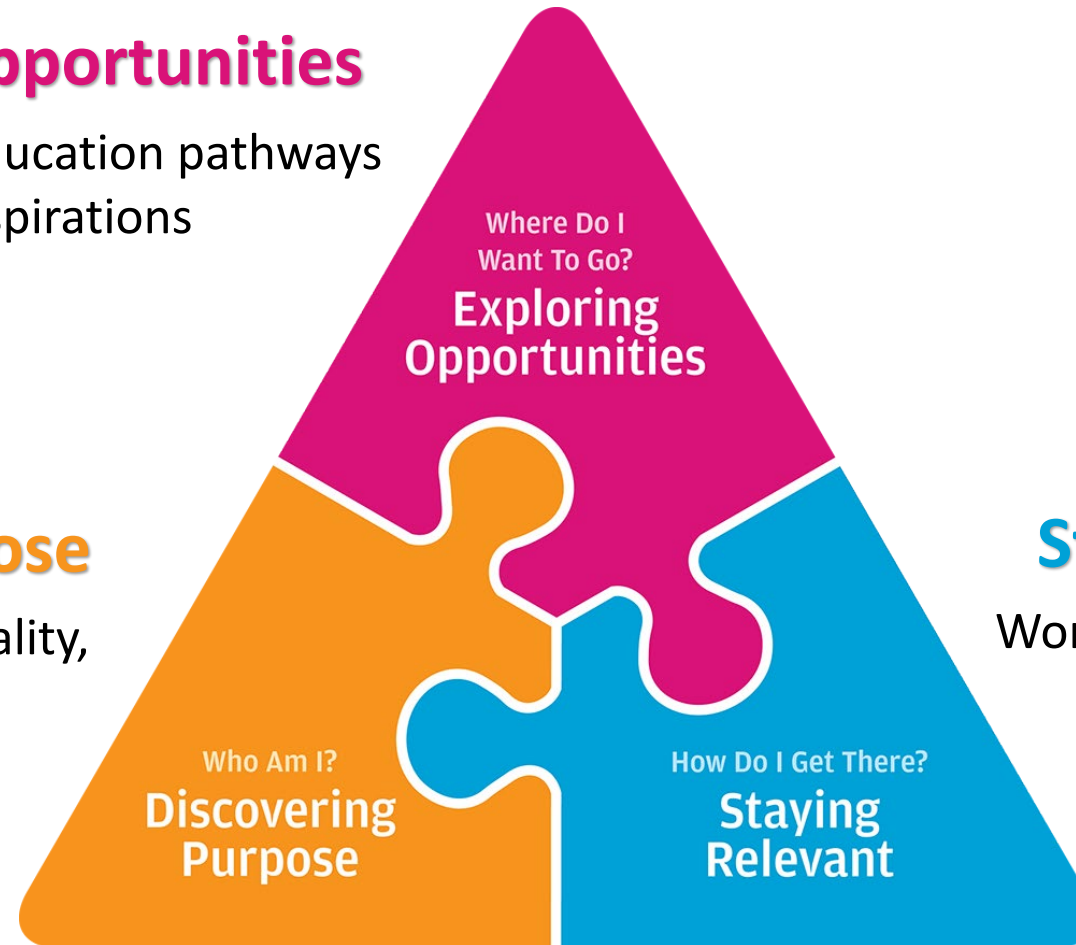 pportunities
ucation pathways
spirations
Where Do I
Want To Go?
Exploring
Opportunities
ose
ality,
St
Wor
Who Am I?
Discovering
Purpose
How Do I Get There?
Staying
Relevant